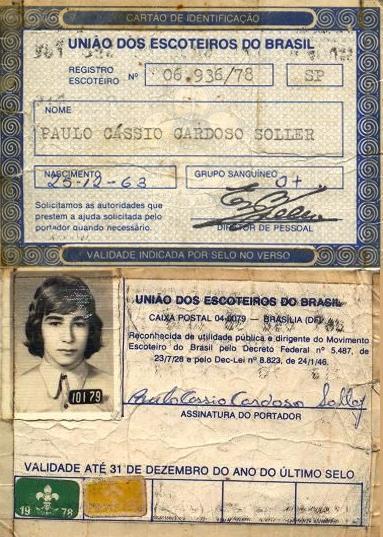 CARTÃO DE IDENTIFICAÇÃO
UNIÃO DOS ESCOTEIROS DO BRASIL
REGISTRO ESCOTEIRO Nº 06.936/78 SP
NOME
PAULO CÁSSIO CARDOSO SOLLER
NASCIMENTO GRUPO SANGUÍNEO
25-12-63 O+
Solicitamos as autoridades que
prestem a ajuda solicitada pelo
portador quando necessário.
DIRETOR DE PESSOAL
VALIDADE INDICADA POR SELO NO VERSO
UNIÃO DOS ESCOTEIROS DO BRASIL
CAIXA POSTAL 04-0079 — BRASÍLIA (DF)
Reconhecida de utilidade pública e dirigente do Movimento
Escoteiro do Brasil pelo Decreto Federal nº 5.487, de
23/7/28 e pelo Dec-Lei nº 8.823, de 24/1/46.
10179
Paulo Cassio Cardoso Soller
ASSINATURA DO PORTADOR
VALIDADE ATÉ 31 DE DEZEMBRO DO ANO DO ÚLTIMO SELO
1978